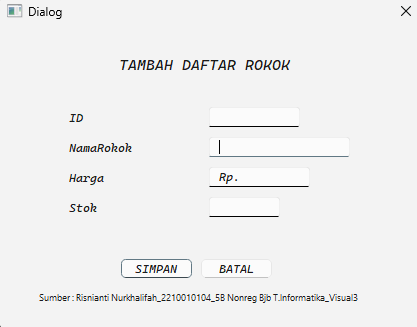 Dialog
TAMBAH DAFTAR ROKOK
ID
NamaRokok
Harga Rp.
Stok
SIMPAN BATAL
Sumber : Risnianti Nurkhalifah_2210010104_5B Nonreg Bjb T.Informatika_Visual3